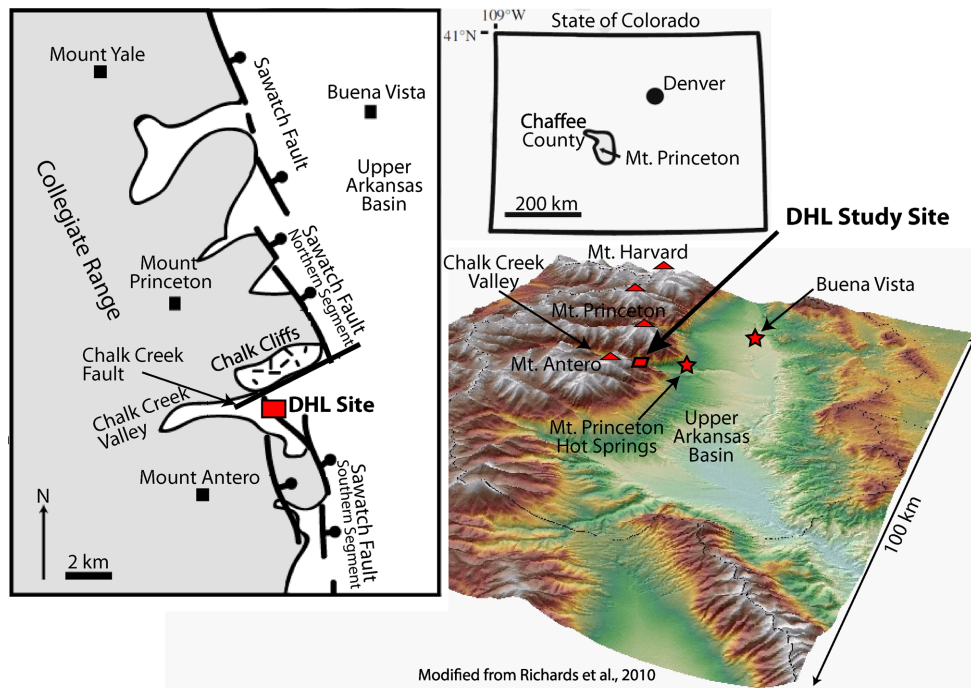 Mount Yale
Sawatch Fault
Buena Vista
Upper
Arkansas
Basin
Collegiate Range
Mount
Princeton
Sawatch Fault
Northern Segment
Chalk Cliffs
Chalk Creek
Fault
Chalk Creek
Valley
DHL Site
Mount Antero
Sawatch Fault
Southern Segment
N
2 km
109°W
41°N
State of Colorado
Denver
Chaffee
County
Mt. Princeton
200 km
DHL Study Site
Mt. Harvard
Chalk Creek
Valley
Buena Vista
Mt. Princeton
Mt. Antero
Mt. Princeton
Hot Springs
Upper
Arkansas
Basin
100 km
Modified from Richards et al., 2010